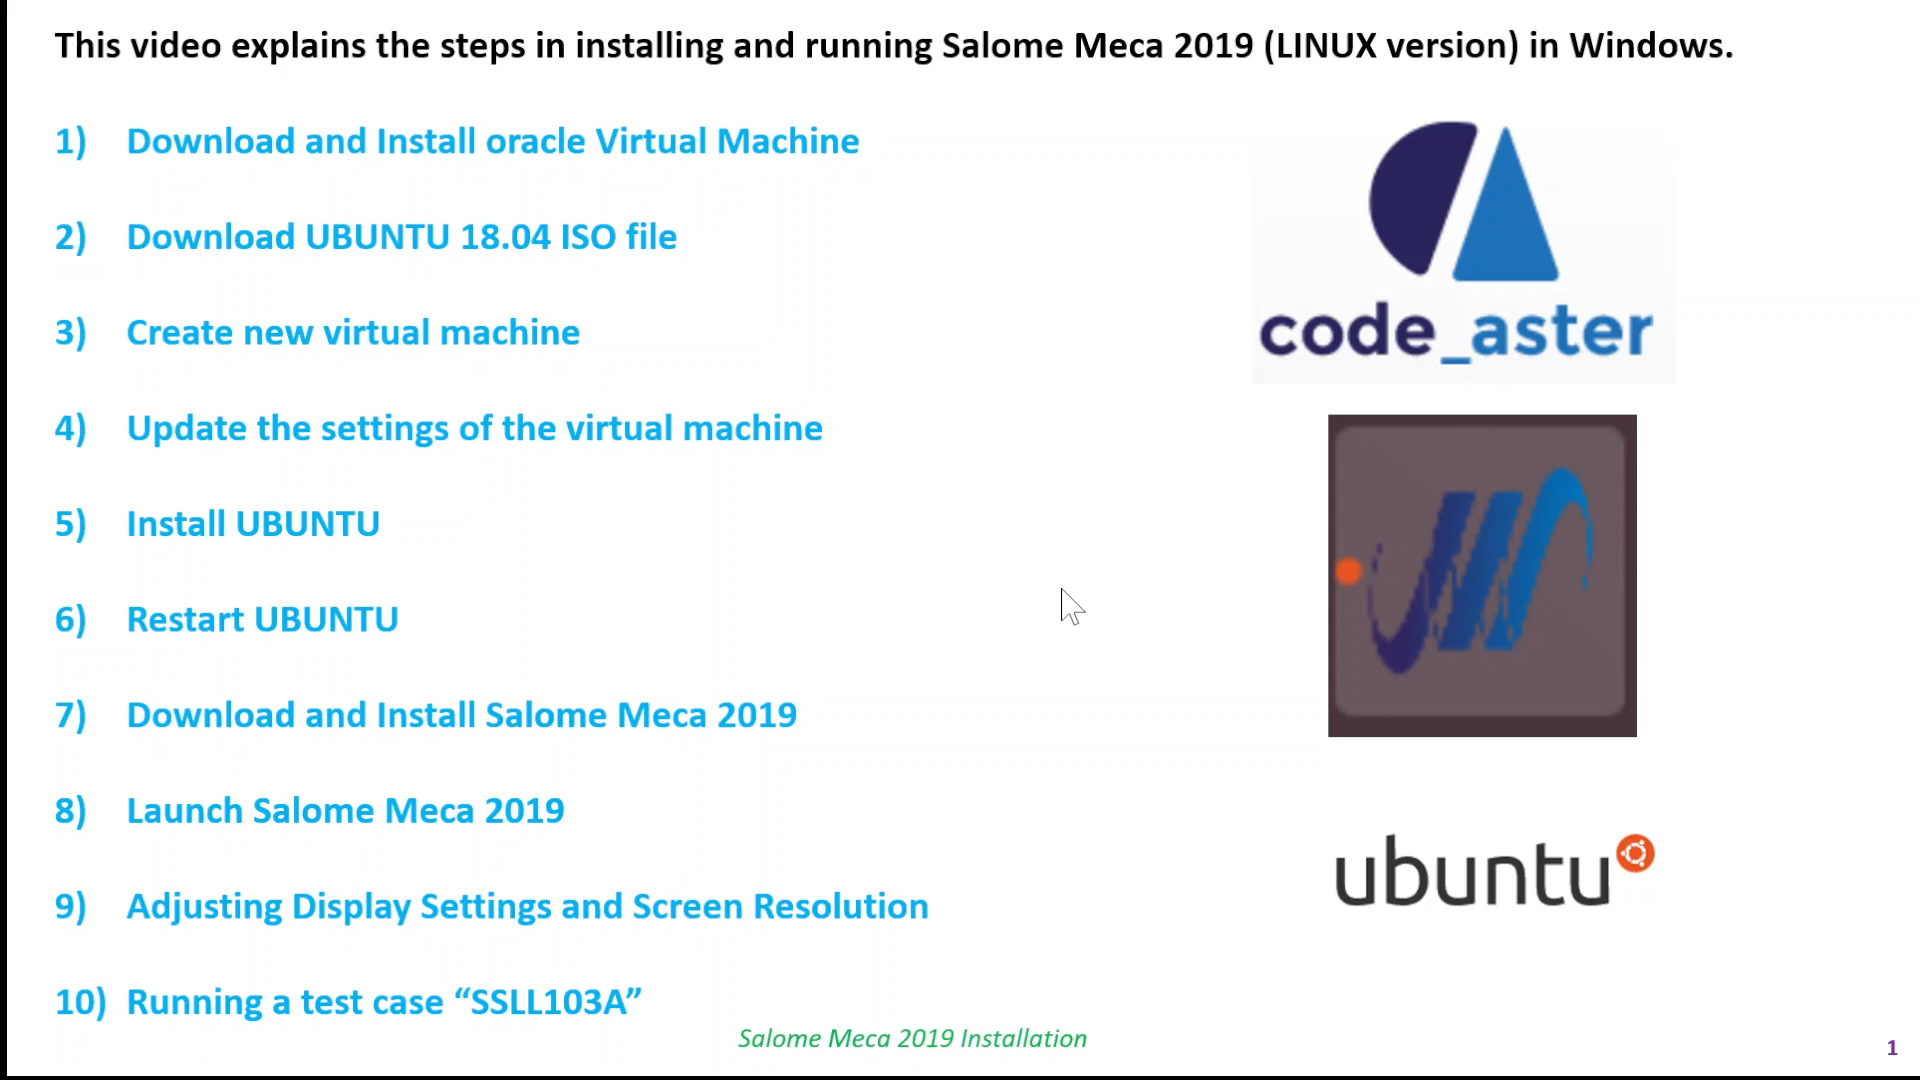 This video explains the steps in installing and running Salome Meca 2019 (LINUX version) in Windows.
1) Download and Install oracle Virtual Machine
2) Download UBUNTU 18.04 ISO file
3) Create new virtual machine
4) Update the settings of the virtual machine
5) Install UBUNTU
6) Restart UBUNTU
7) Download and Install Salome Meca 2019
8) Launch Salome Meca 2019
9) Adjusting Display Settings and Screen Resolution
10) Running a test case “SSLL103A”
code_aster
ubuntu
Salome Meca 2019 Installation
1